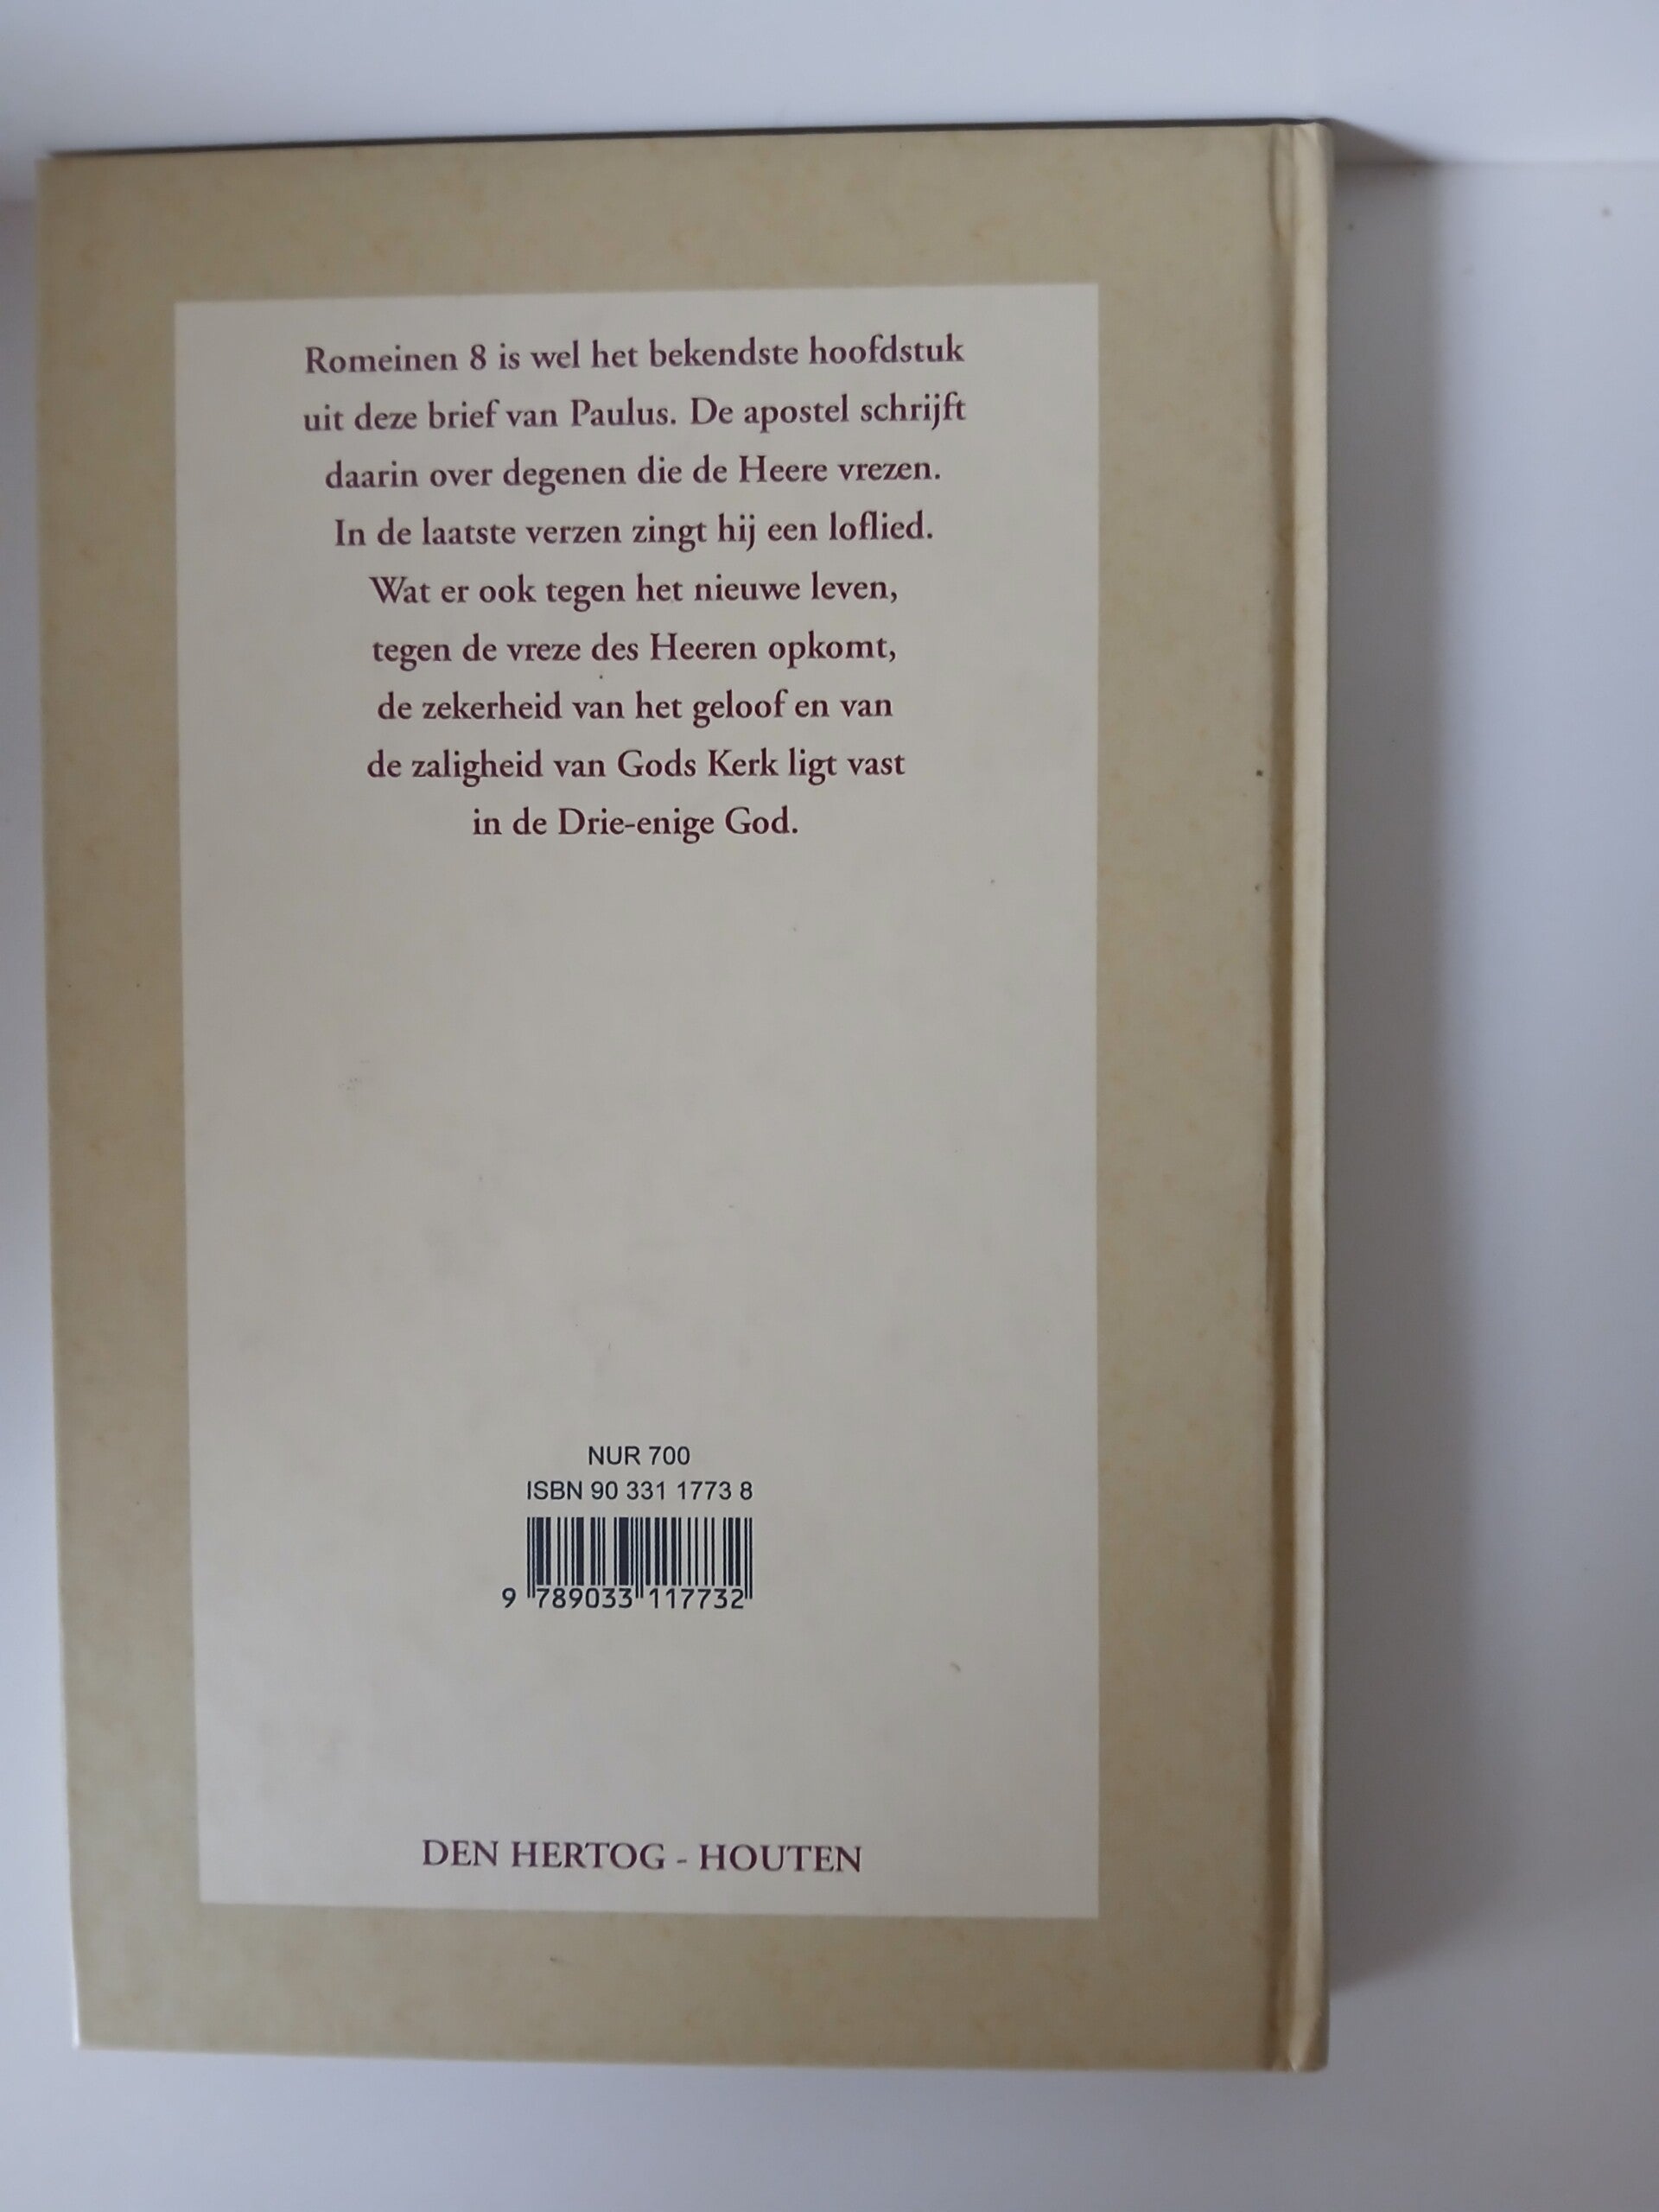 Romeinen 8 is wel het bekendste hoofdstuk
uit deze brief van Paulus. De apostel schrijft
daarin over degenen die de Heere vrezen.
In de laatste verzen zingt hij een loflied.
Wat er ook tegen het nieuwe leven,
tegen de vreze des Heeren opkomt,
de zekerheid van het geloof en van
de zaligheid van Gods Kerk ligt vast
in de Drie-enige God.
NUR 700
ISBN 90 331 1773 8
9 789033 117732
DEN HERTOG - HOUTEN